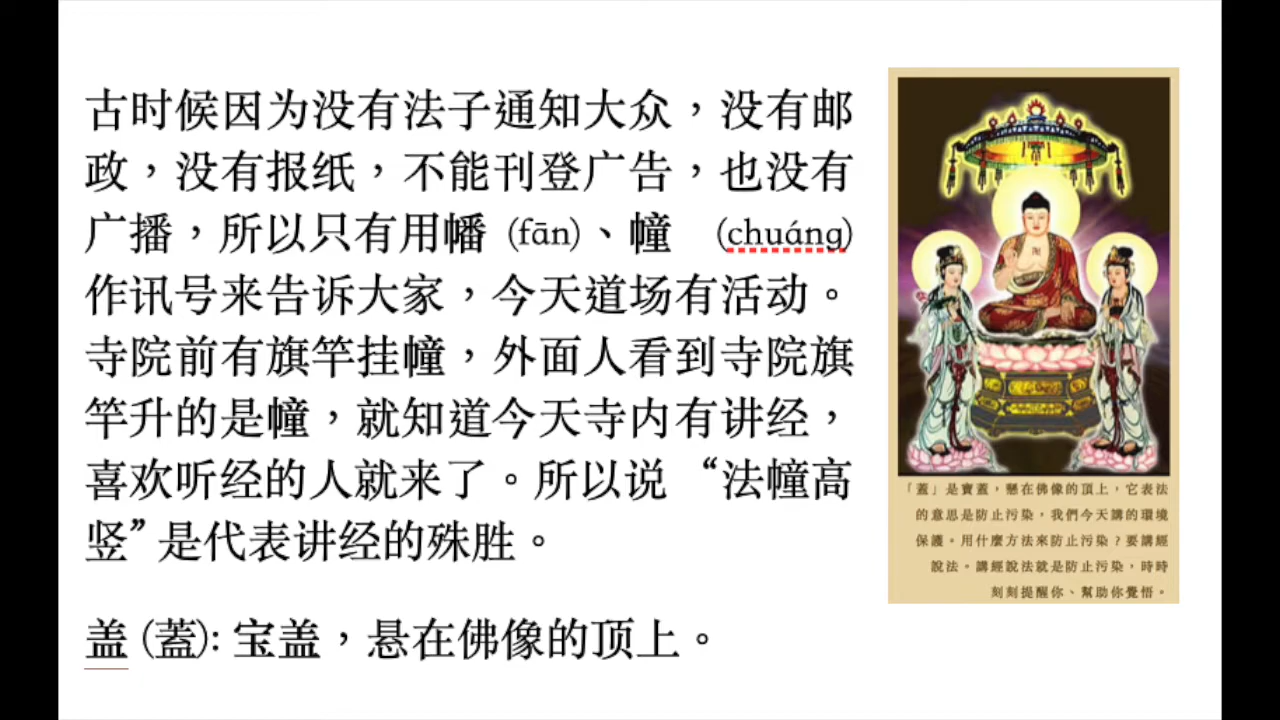 古时候因为没有法子通知大众，没有邮
政，没有报纸，不能刊登广告，也没有
广播，所以只有用幡 (fān)、幢 (chuáng)
作讯号来告诉大家，今天道场有活动。
寺院前有旗竿挂幢，外面人看到寺院旗
竿升的是幢，就知道今天寺内有讲经，
喜欢听经的人就来了。所以说 “法幢高
竖” 是代表讲经的殊胜。
盖 (蓋): 宝盖，悬在佛像的顶上。
「蓋」是寶蓋，懸在佛像的頂上，它表法
的意思是防止污染，我們今天講的環境
保護。用什麼方法來防止污染？要講經
說法。講經說法就是防止污染，時時
刻刻提醒你、幫助你覺悟。